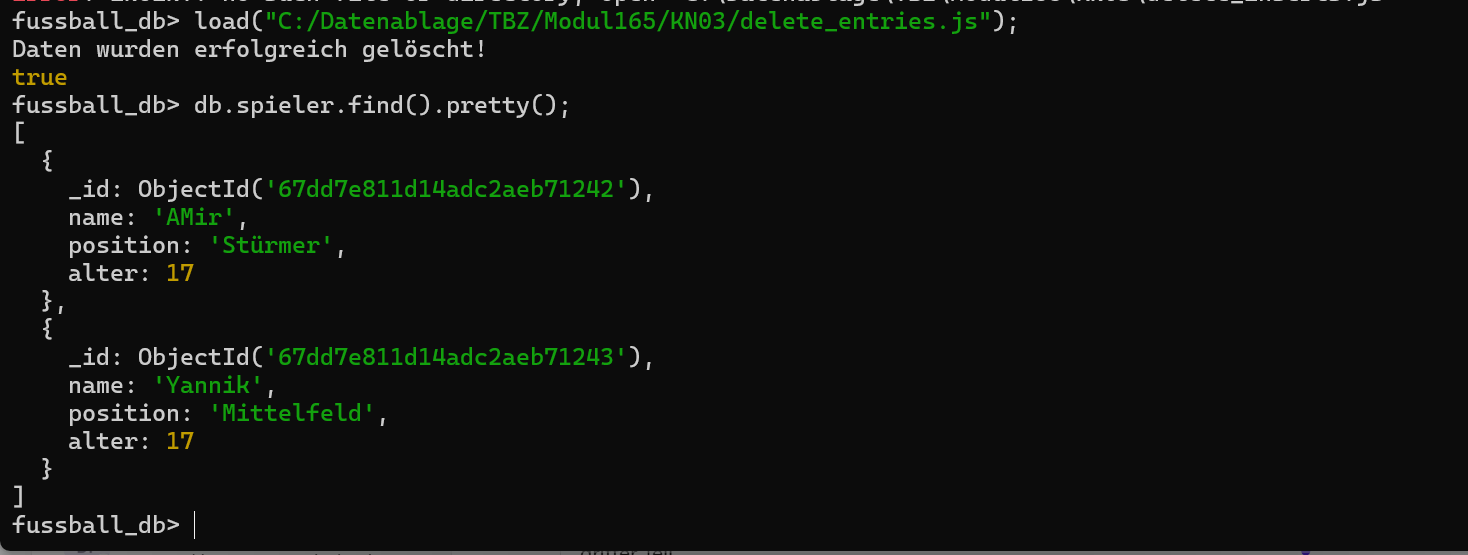 fussball_db> load("C:/Datenablage/TBZ/Modul165/KN03/delete_entries.js");
Daten wurden erfolgreich gelöscht!
true
fussball_db> db.spieler.find().pretty();
[
  {
    _id: ObjectId('67dd7e811d14adc2aeb71242'),
    name: 'AMir',
    position: 'Stürmer',
    alter: 17
  },
  {
    _id: ObjectId('67dd7e811d14adc2aeb71243'),
    name: 'Yannik',
    position: 'Mittelfeld',
    alter: 17
  }
]
fussball_db>